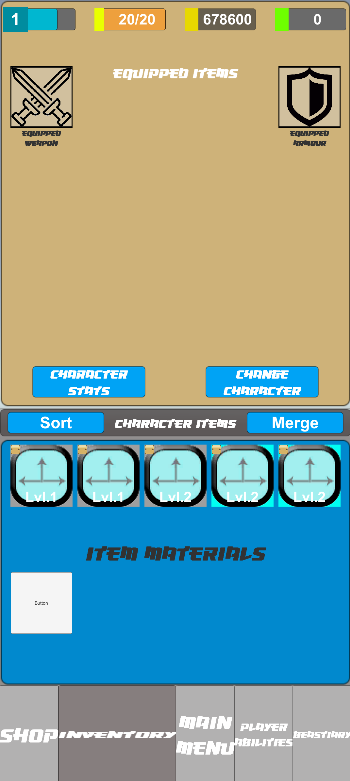 1 20/20 678600 0
EQUIPPED ITEMS
EQUIPPED
WEAPON
EQUIPPED
ARMOUR
CHARACTER
STATS
CHANGE
CHARACTER
Sort CHARACTER ITEMS Merge
Lvl.1 Lvl.1 Lvl.2 Lvl.2 Lvl.2
ITEM MATERIALS
Button
SHOP INVENTORY
MAIN
MENU
PLAYER
ABILITIES
BEASTIARY